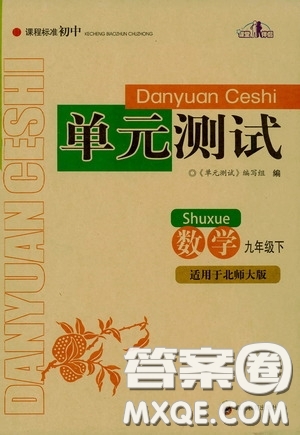 课程标准 初中
KECHENG BIAOZHUN CHUZHONG
DANYUAN CESHI
Danyuan Ceshi
单元测试
◎《单元测试》编写组 编
Shuxue
数学 九年级下
适用于北师大版
答案卷
MXQE.COM